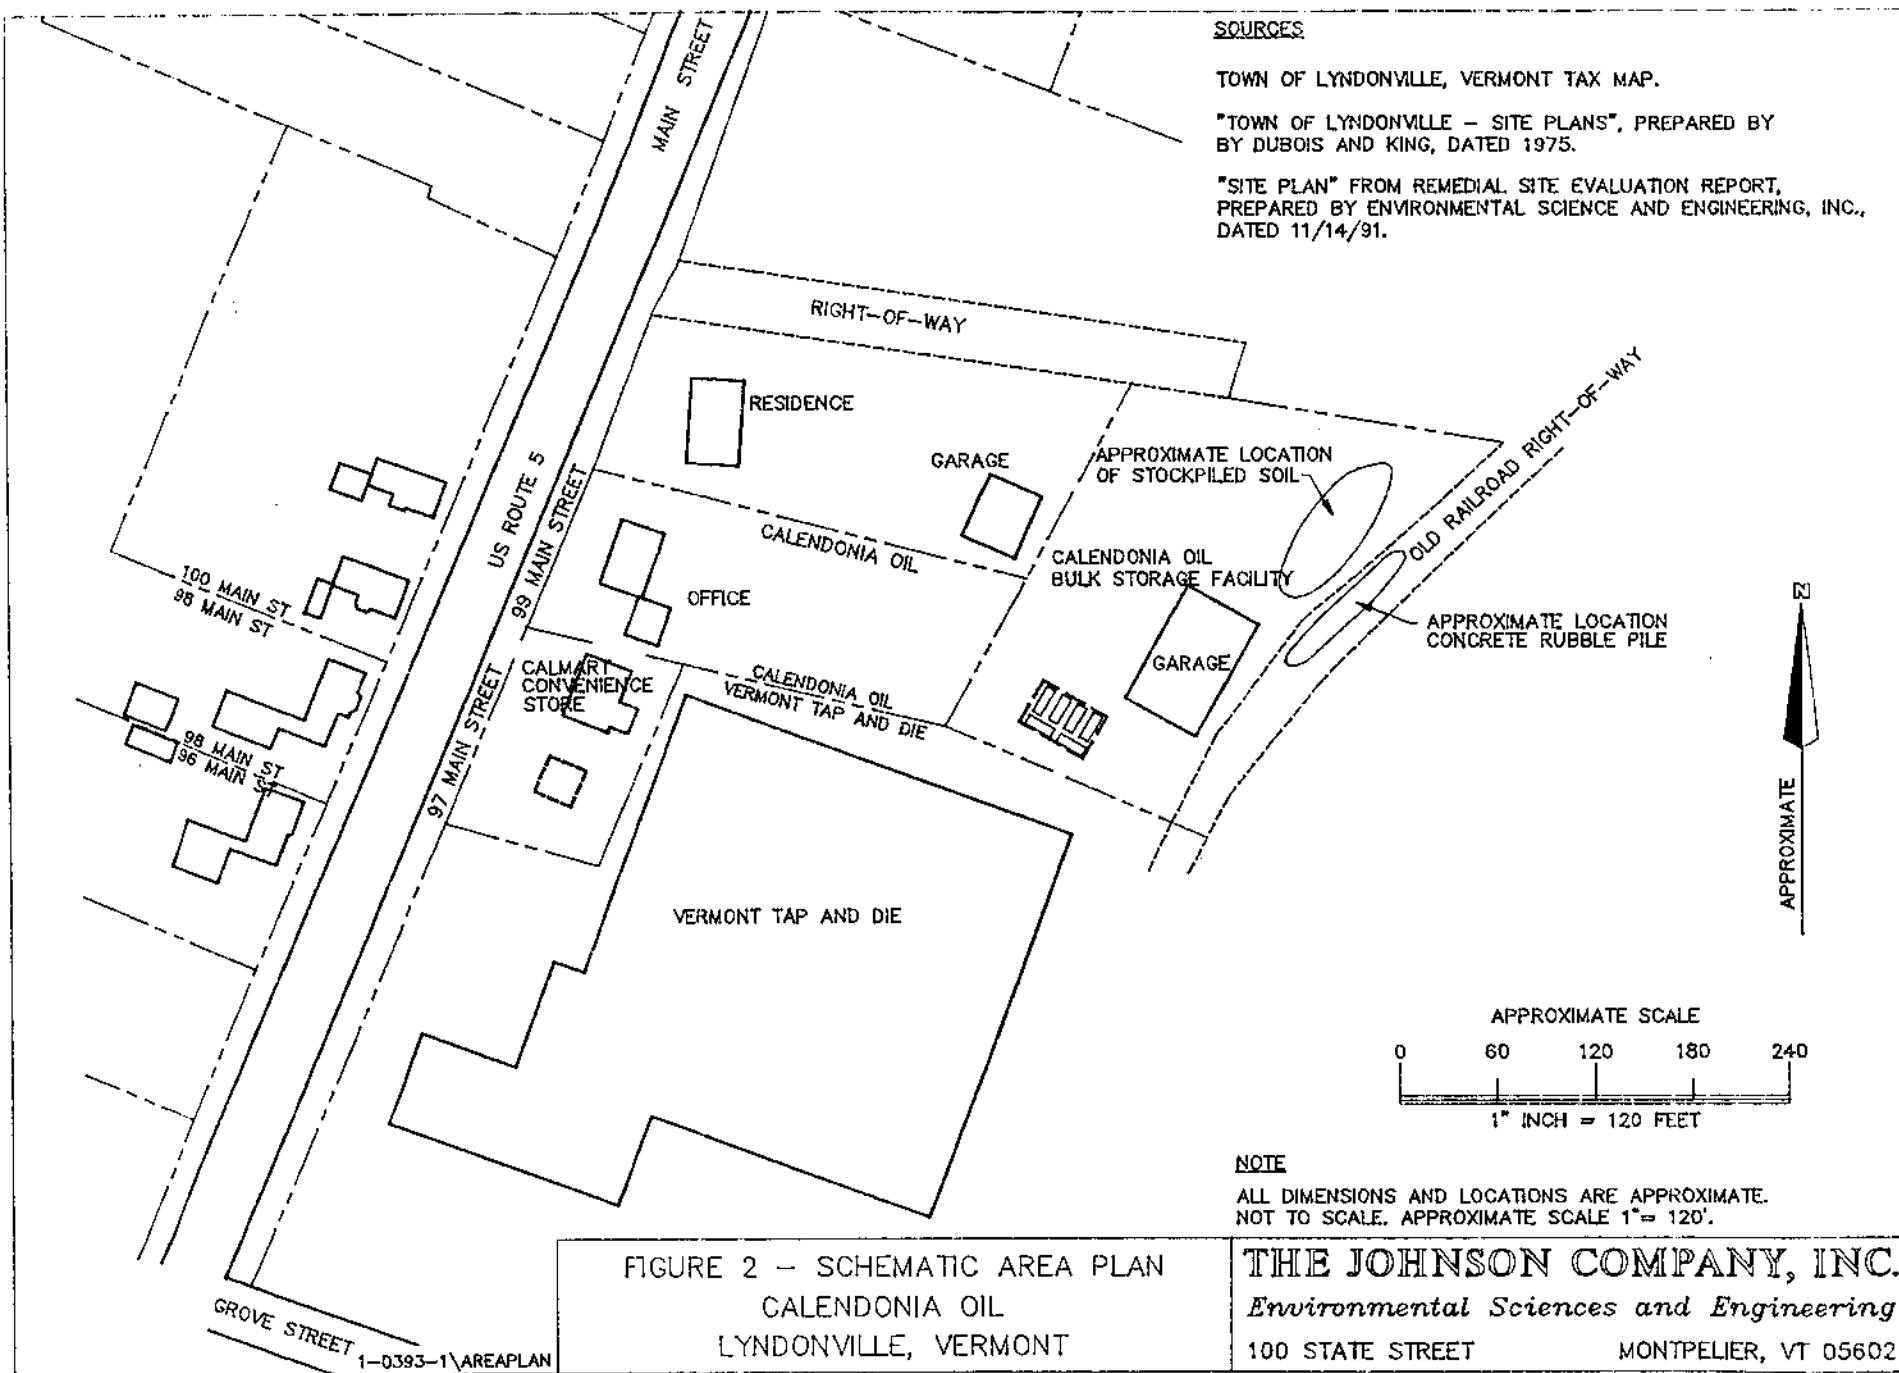 SOURCES
TOWN OF LYNDONVILLE, VERMONT TAX MAP.
"TOWN OF LYNDONVILLE – SITE PLANS", PREPARED BY
BY DUBOIS AND KING, DATED 1975.
"SITE PLAN" FROM REMEDIAL SITE EVALUATION REPORT,
PREPARED BY ENVIRONMENTAL SCIENCE AND ENGINEERING, INC.,
DATED 11/14/91.
MAIN STREET
RIGHT-OF-WAY
RESIDENCE
GARAGE
APPROXIMATE LOCATION
OF STOCKPILED SOIL
OLD RAILROAD RIGHT-OF-WAY
US ROUTE 5
99 MAIN STREET
CALENDONIA OIL
CALENDONIA OIL
BULK STORAGE FACILITY
OFFICE
100 MAIN ST
98 MAIN ST
APPROXIMATE LOCATION
CONCRETE RUBBLE PILE
GARAGE
CALMART
CONVENIENCE
STORE
CALENDONIA OIL
VERMONT TAP AND DIE
97 MAIN STREET
98 MAIN ST
96 MAIN ST
N
APPROXIMATE
VERMONT TAP AND DIE
APPROXIMATE SCALE
0 60 120 180 240
1" INCH = 120 FEET
NOTE
ALL DIMENSIONS AND LOCATIONS ARE APPROXIMATE.
NOT TO SCALE. APPROXIMATE SCALE 1"= 120'.
GROVE STREET
1-0393-1\AREAPLAN
FIGURE 2 – SCHEMATIC AREA PLAN
CALENDONIA OIL
LYNDONVILLE, VERMONT
THE JOHNSON COMPANY, INC.
Environmental Sciences and Engineering
100 STATE STREET MONTPELIER, VT 05602